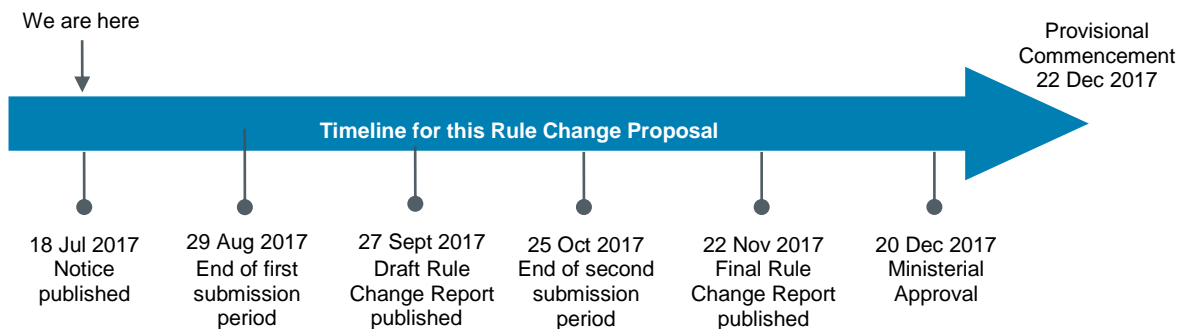 We are here
Provisional
Commencement
22 Dec 2017
Timeline for this Rule Change Proposal
18 Jul 2017
Notice
published
29 Aug 2017
End of first
submission
period
27 Sept 2017
Draft Rule
Change Report
published
25 Oct 2017
End of second
submission
period
22 Nov 2017
Final Rule
Change Report
published
20 Dec 2017
Ministerial
Approval